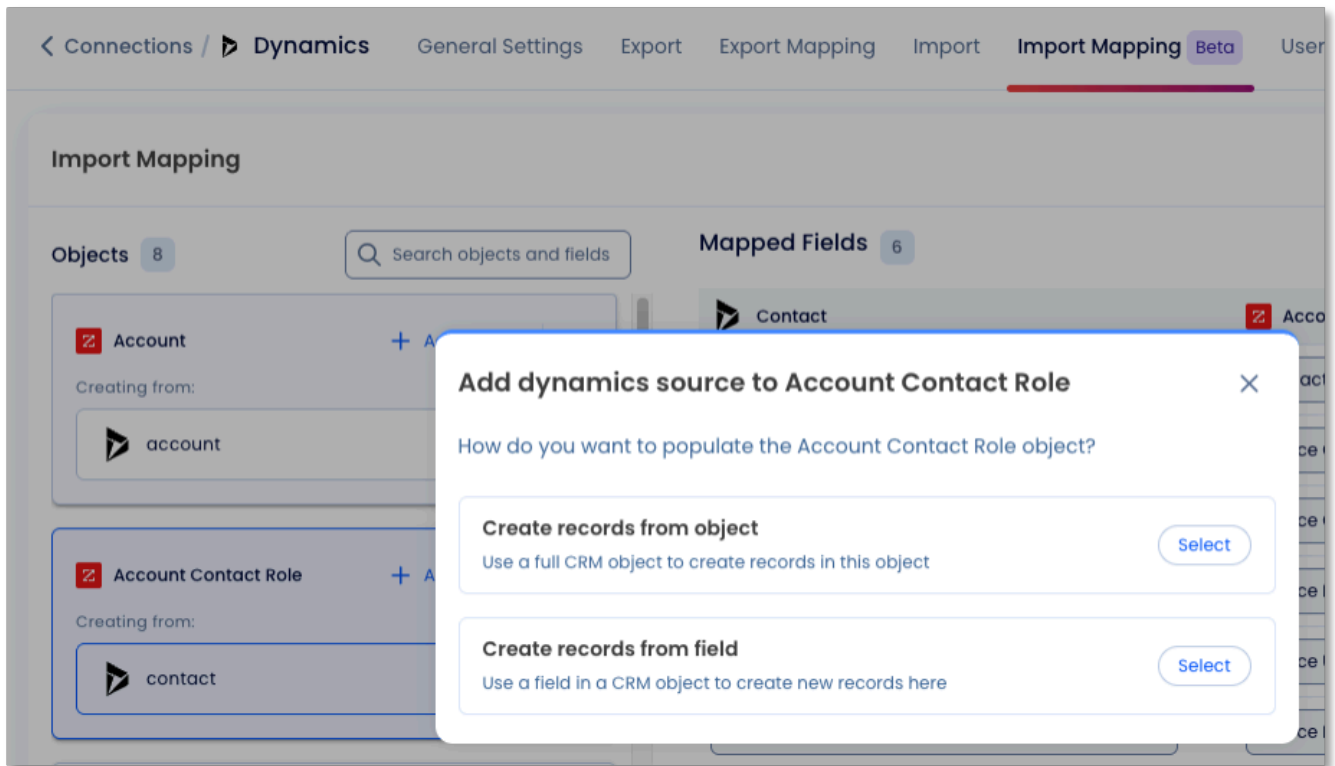 Connections / Dynamics General Settings Export Export Mapping Import Import Mapping Beta User
Import Mapping
Objects 8 Search objects and fields
Account
Creating from:
account
Account Contact Role
Creating from:
contact
Mapped Fields 6
Contact
Add dynamics source to Account Contact Role
How do you want to populate the Account Contact Role object?
Create records from object
Use a full CRM object to create records in this object
Select
Create records from field
Use a field in a CRM object to create new records here
Select